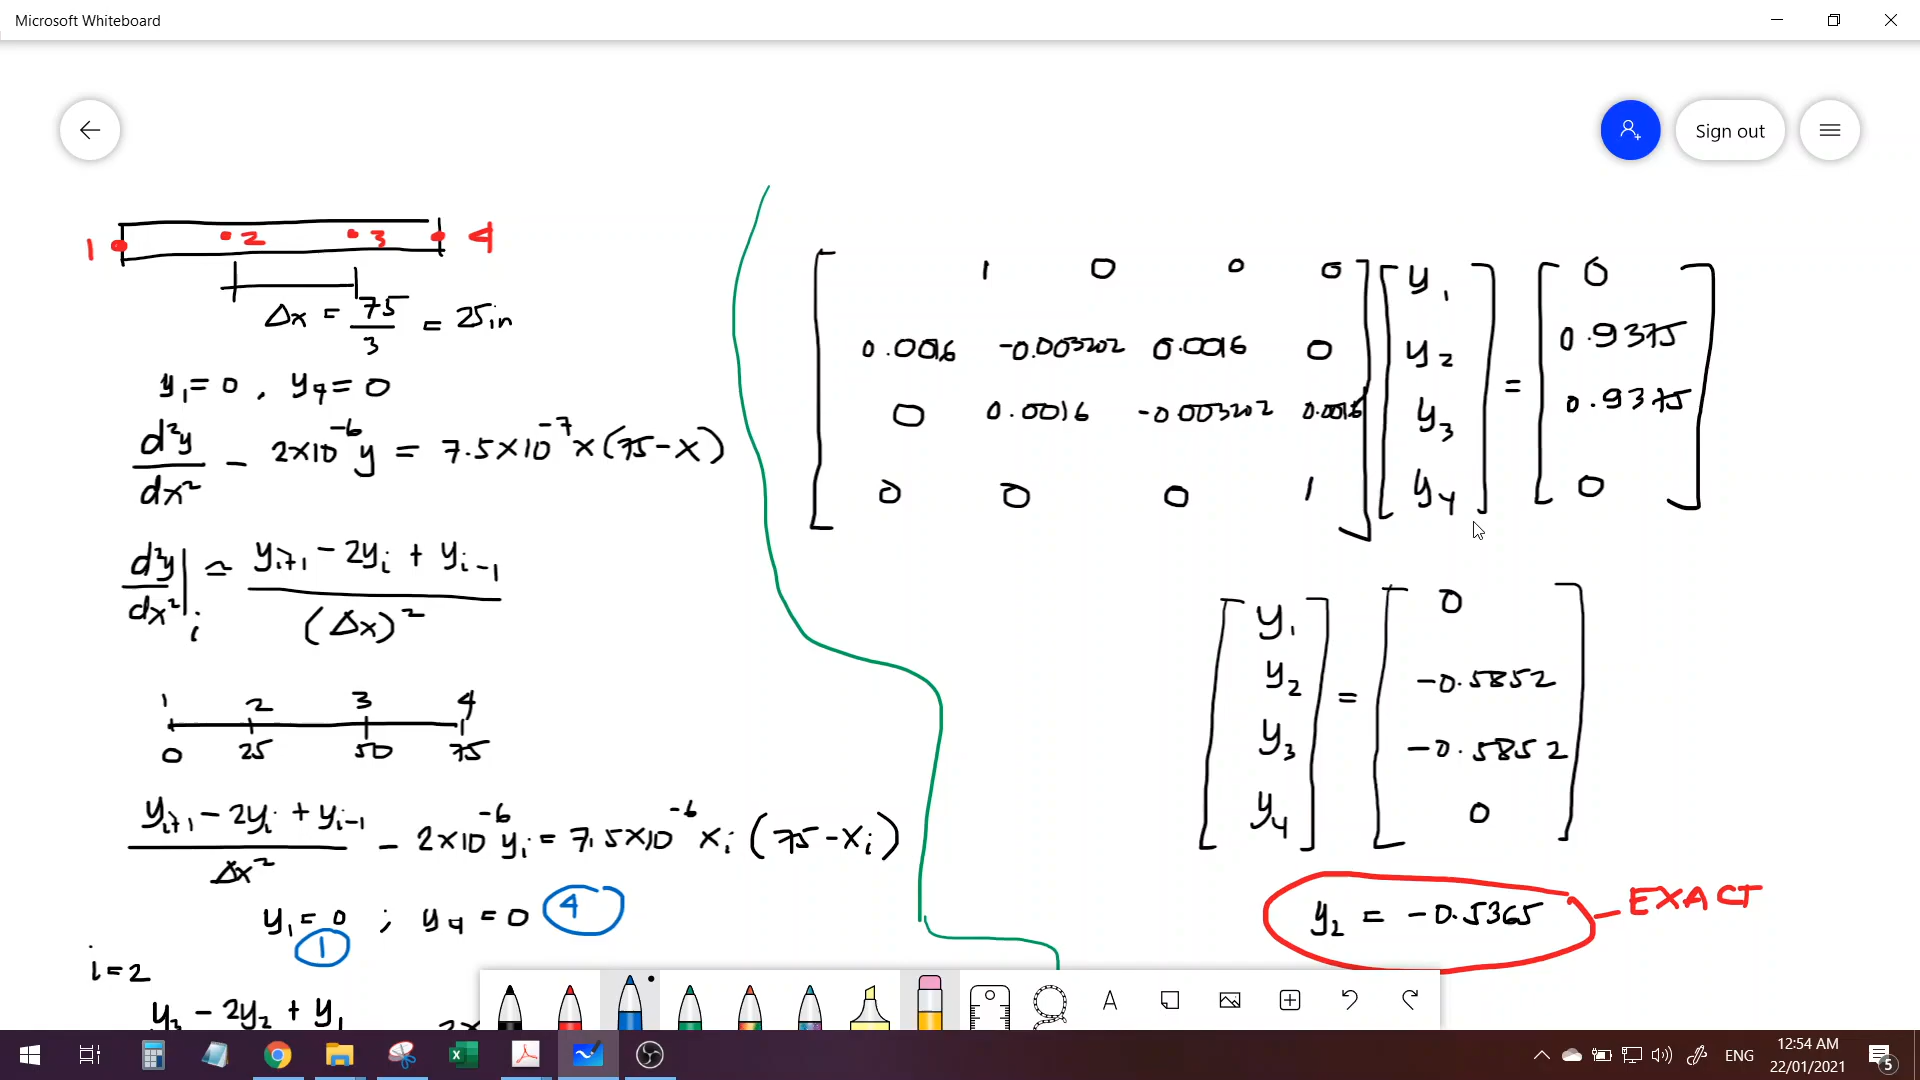 Microsoft Whiteboard
Sign out
1 2 3 4
Δx = 75/3 = 25in
y₁ = 0 , y₄ = 0
d²y/dx² - 2×10⁻⁶y = 7.5×10⁻⁷x(75-x)
d²y/dx²|ᵢ ≃ (yᵢ₊₁ - 2yᵢ + yᵢ₋₁)/(Δx)²
1 2 3 4
0 25 50 75
(yᵢ₊₁ - 2yᵢ + yᵢ₋₁)/Δx² - 2×10⁻⁶yᵢ = 7.5×10⁻⁶ xᵢ(75-xᵢ)
y₁ = 0 ; y₄ = 0 4
1
i=2
y₃ - 2y₂ + y₁
1 0 0 0 y₁ 0
0.0016 -0.003202 0.0016 0 y₂ = 0.9375
0 0.0016 -0.003202 0.0016 y₃ 0.9375
0 0 0 1 y₄ 0
y₁ 0
y₂ = -0.5852
y₃ -0.5852
y₄ 0
y₂ = -0.5365 - EXACT
A
ENG
12:54 AM
22/01/2021
5